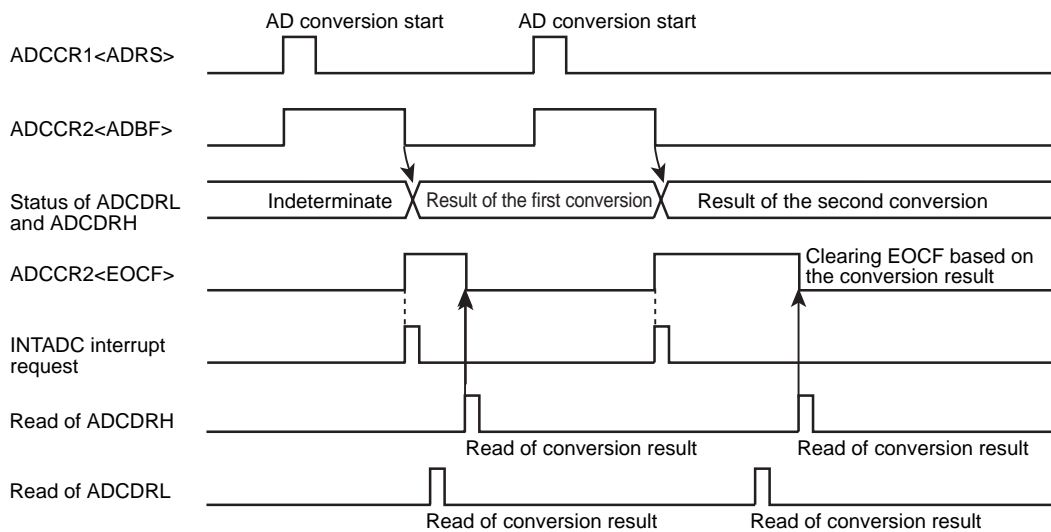 AD conversion start
AD conversion start
ADCCR1<ADRS>
ADCCR2<ADBF>
Status of ADCDRL
and ADCDRH
Indeterminate
Result of the first conversion
Result of the second conversion
ADCCR2<EOCF>
Clearing EOCF based on
the conversion result
INTADC interrupt
request
Read of ADCDRH
Read of conversion result
Read of conversion result
Read of ADCDRL
Read of conversion result
Read of conversion result